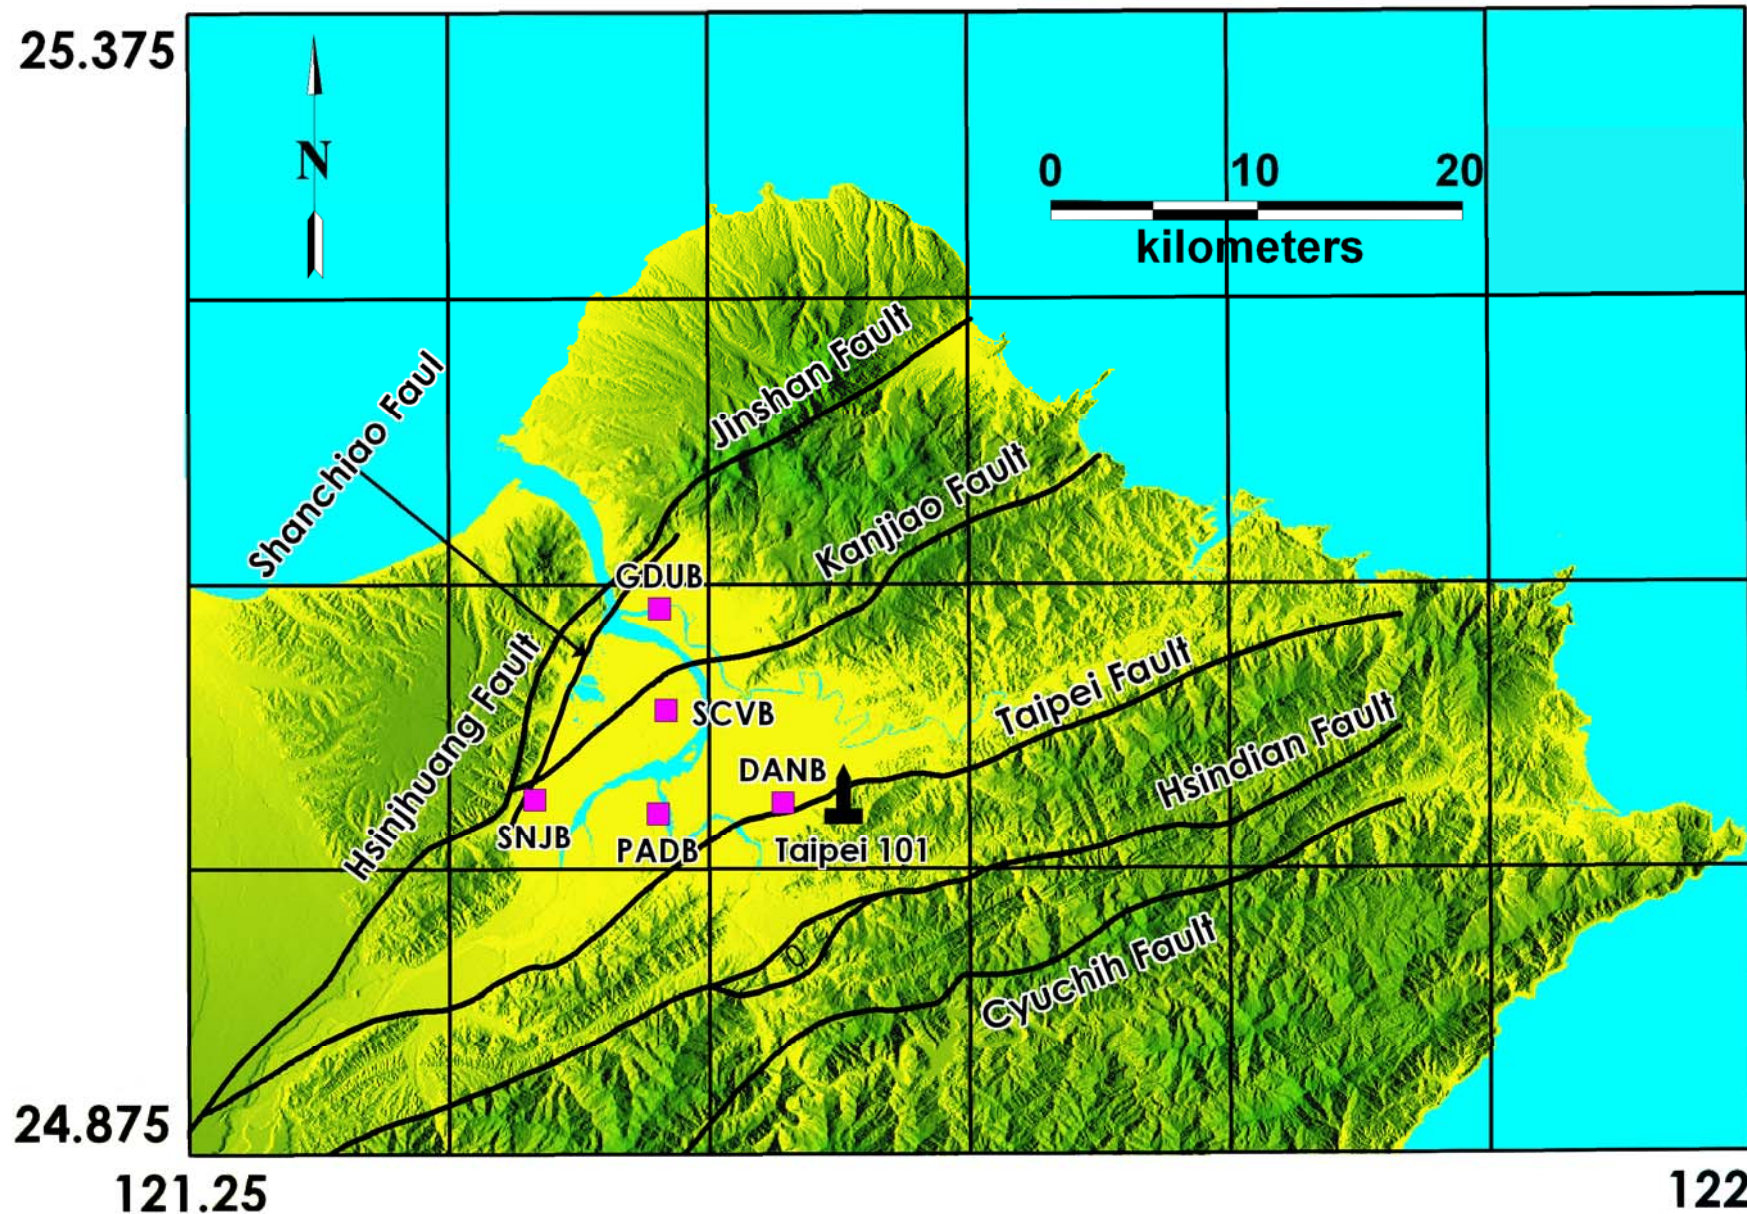 25.375
N
0 10 20
kilometers
Jinshan Fault
Shanchiao Faul
Kanjiao Fault
GDUB
Hsinjhuang Fault
Taipei Fault
SCVB
Hsindian Fault
DANB
SNJB
PADB
Taipei 101
Cyuchih Fault
24.875
121.25
122